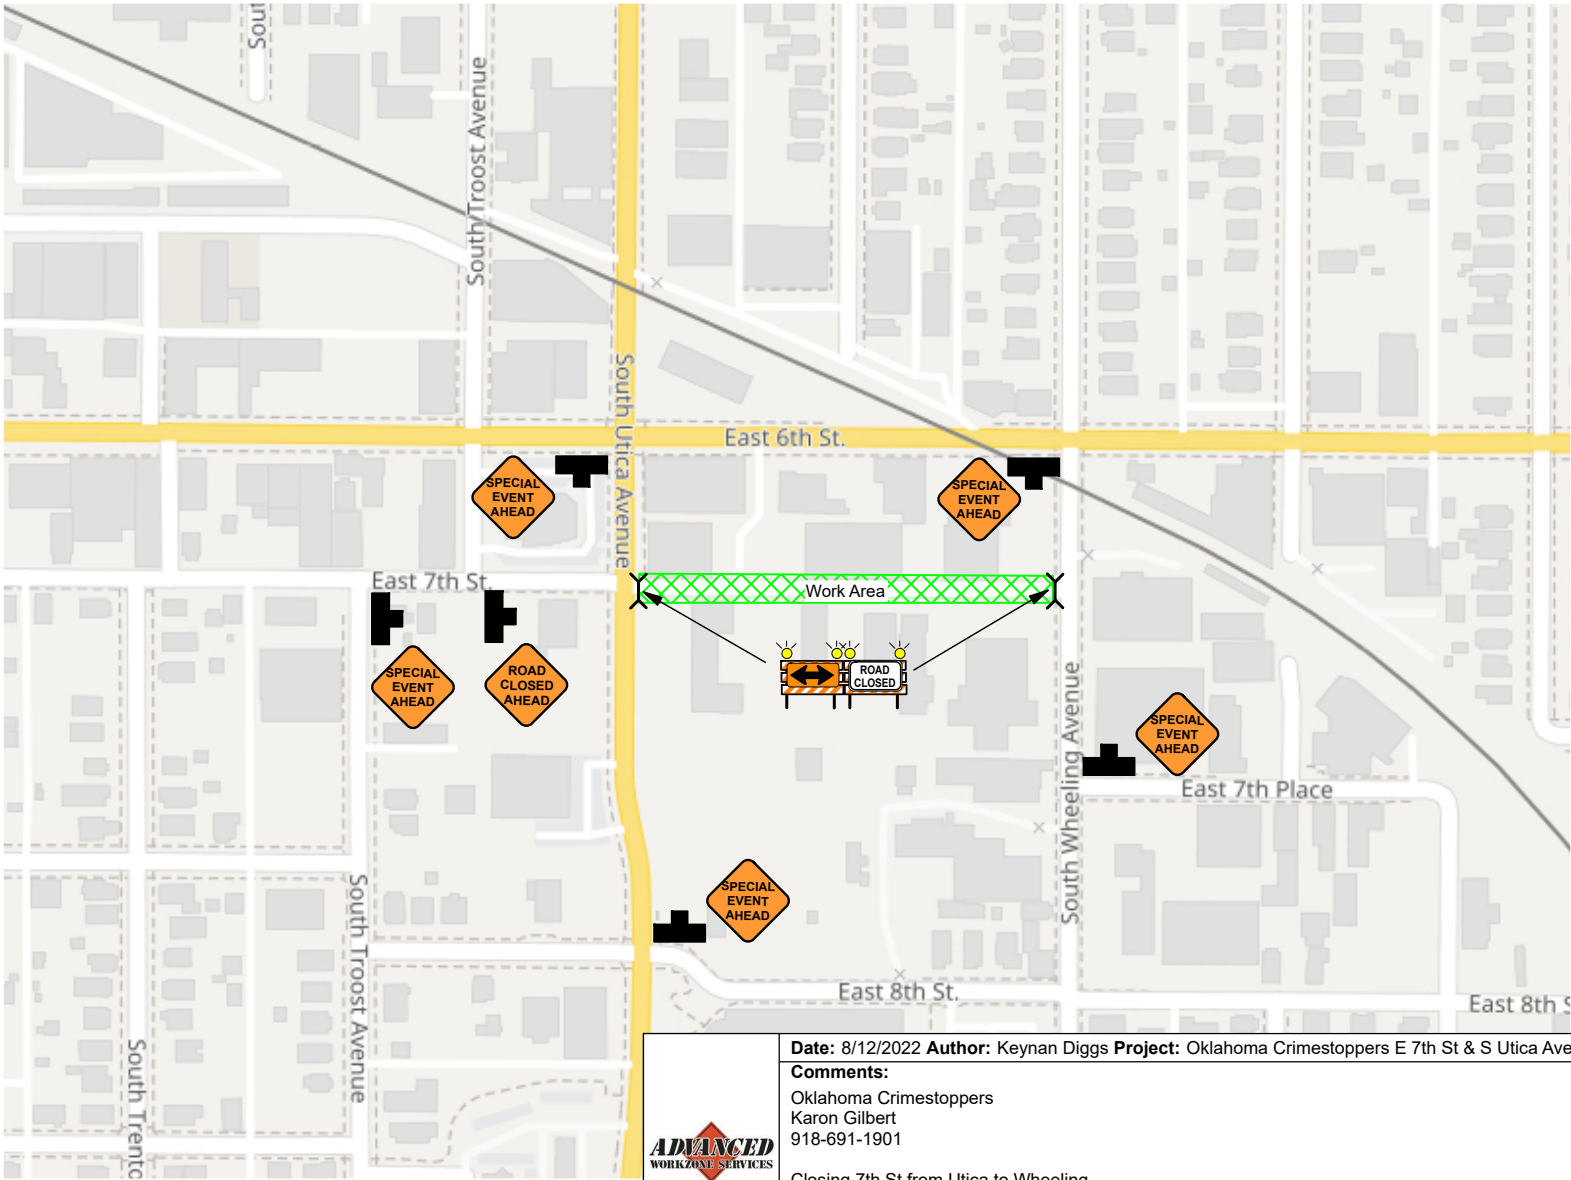 Sout
South Troost Avenue
South Utica Avenue
East 6th St.
SPECIAL
EVENT
AHEAD
SPECIAL
EVENT
AHEAD
East 7th St.
Work Area
SPECIAL
EVENT
AHEAD
ROAD
CLOSED
AHEAD
ROAD
CLOSED
South Wheeling Avenue
SPECIAL
EVENT
AHEAD
East 7th Place
SPECIAL
EVENT
AHEAD
South Troost Avenue
East 8th St.
East 8th S
South Trento
Date: 8/12/2022 Author: Keynan Diggs Project: Oklahoma Crimestoppers E 7th St & S Utica Ave
Comments:
Oklahoma Crimestoppers
Karon Gilbert
918-691-1901
ADVANCED
WORKZONE SERVICES
Closing 7th St from Utica to Wheeling